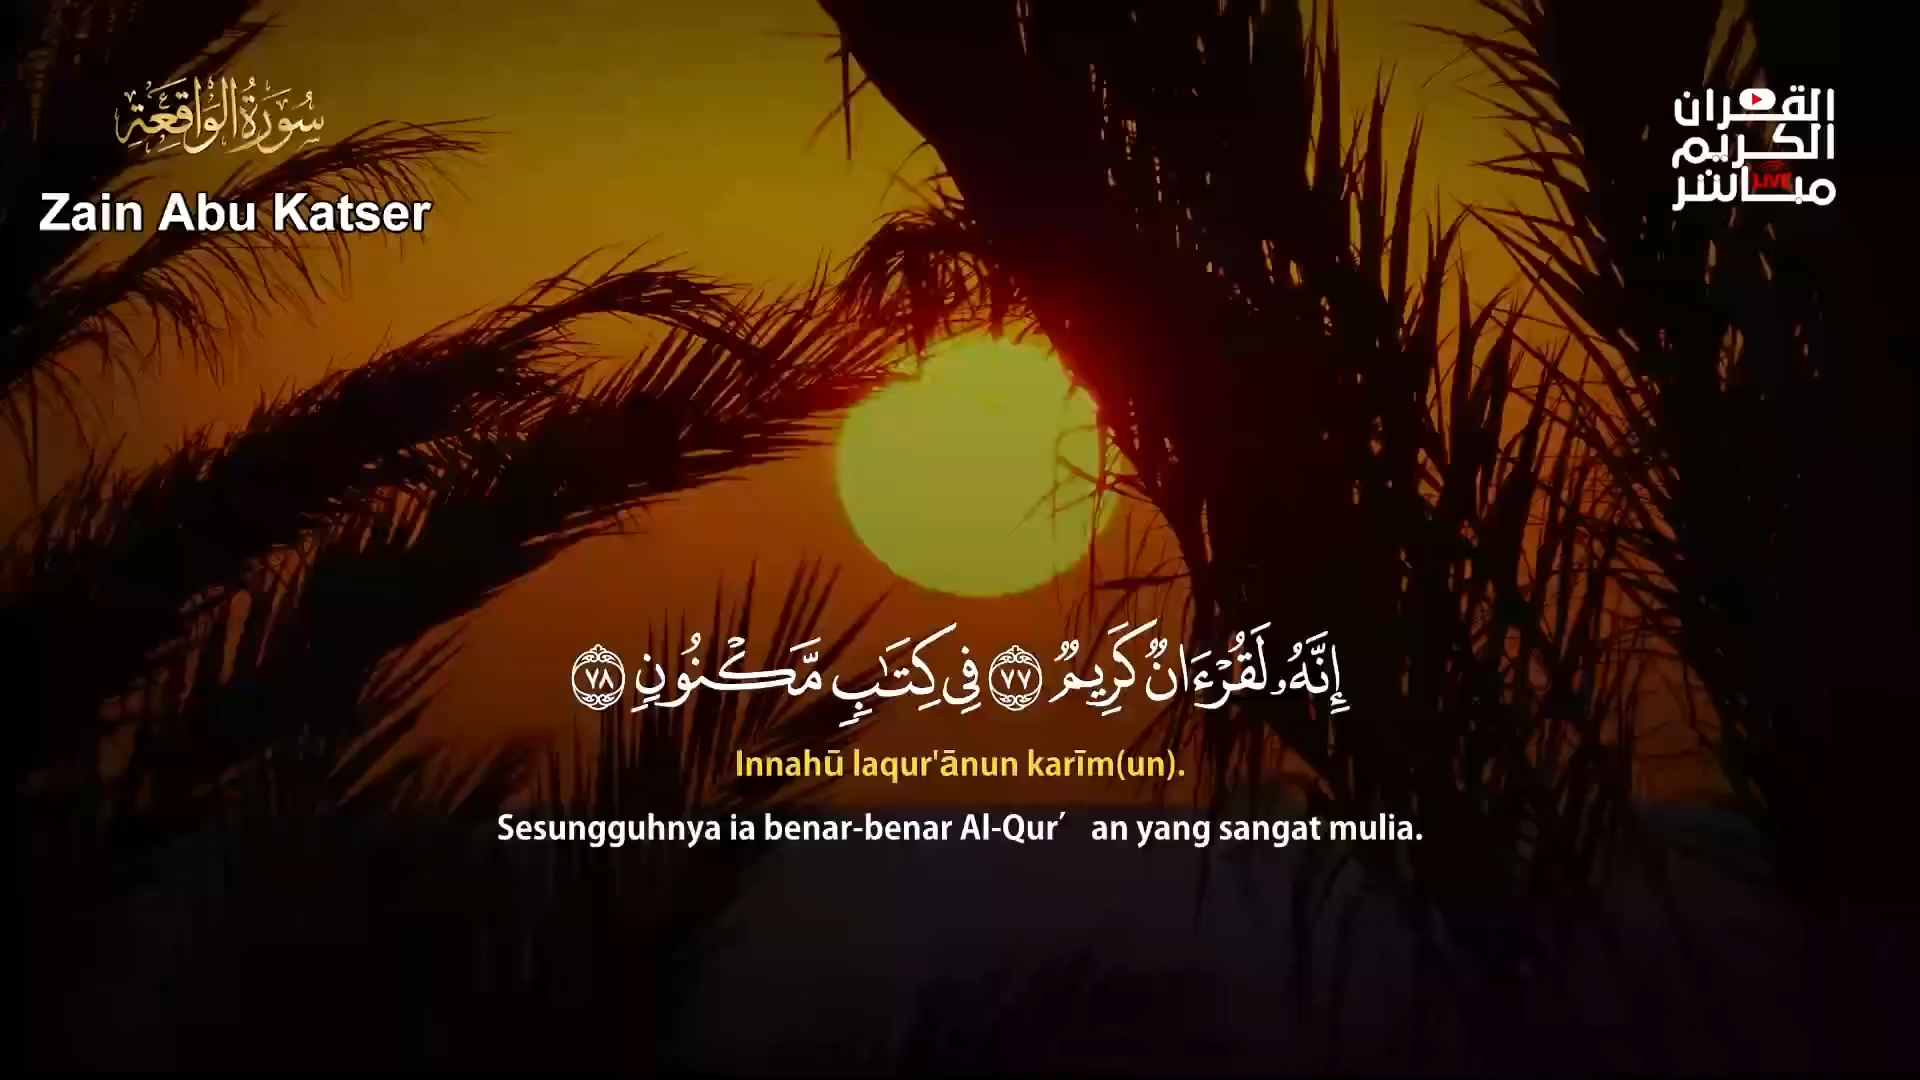 سُورَةُ الْوَاقِعَةِ
Zain Abu Katser
القرآن
الكريم
مباشر
LIVE
إِنَّهُۥ لَقُرْءَانٌ كَرِيمٌ ٧٧ فِى كِتَـٰبٍ مَّكْنُونٍ ٧٨
Innahū laqur'ānun karīm(un).
Sesungguhnya ia benar-benar Al-Qur′ an yang sangat mulia.